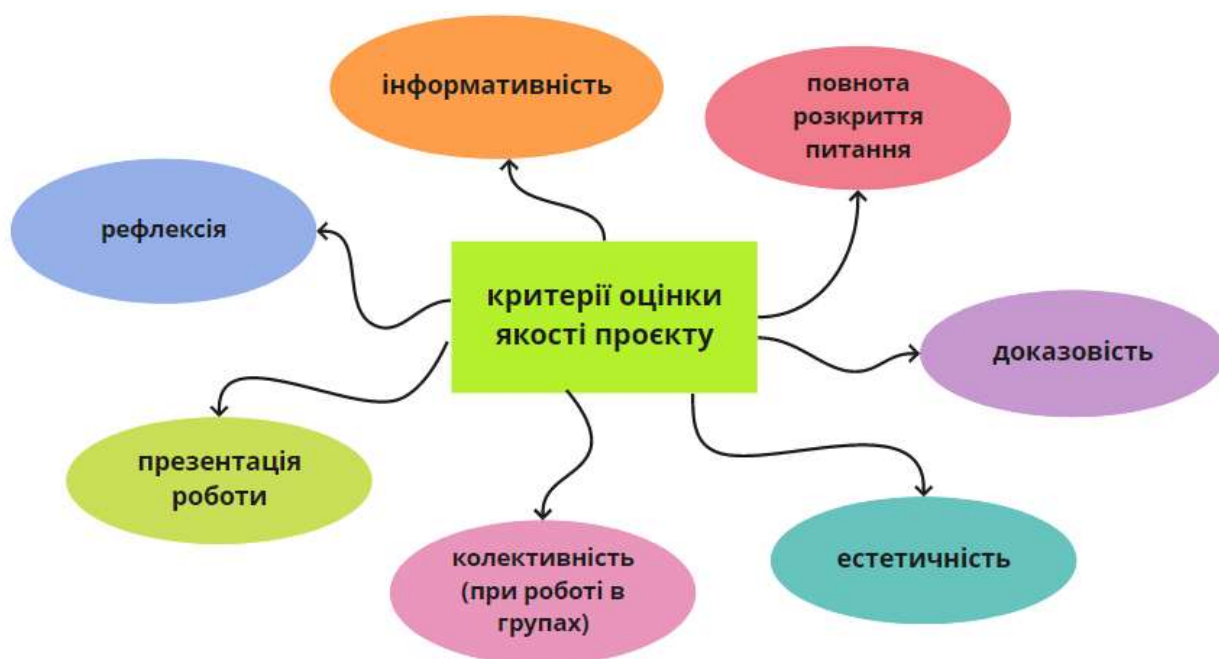 інформативність
повнота
розкриття
питання
рефлексія
критерії оцінки
якості проєкту
доказовість
презентація
роботи
колективність
(при роботі в
групах)
естетичність